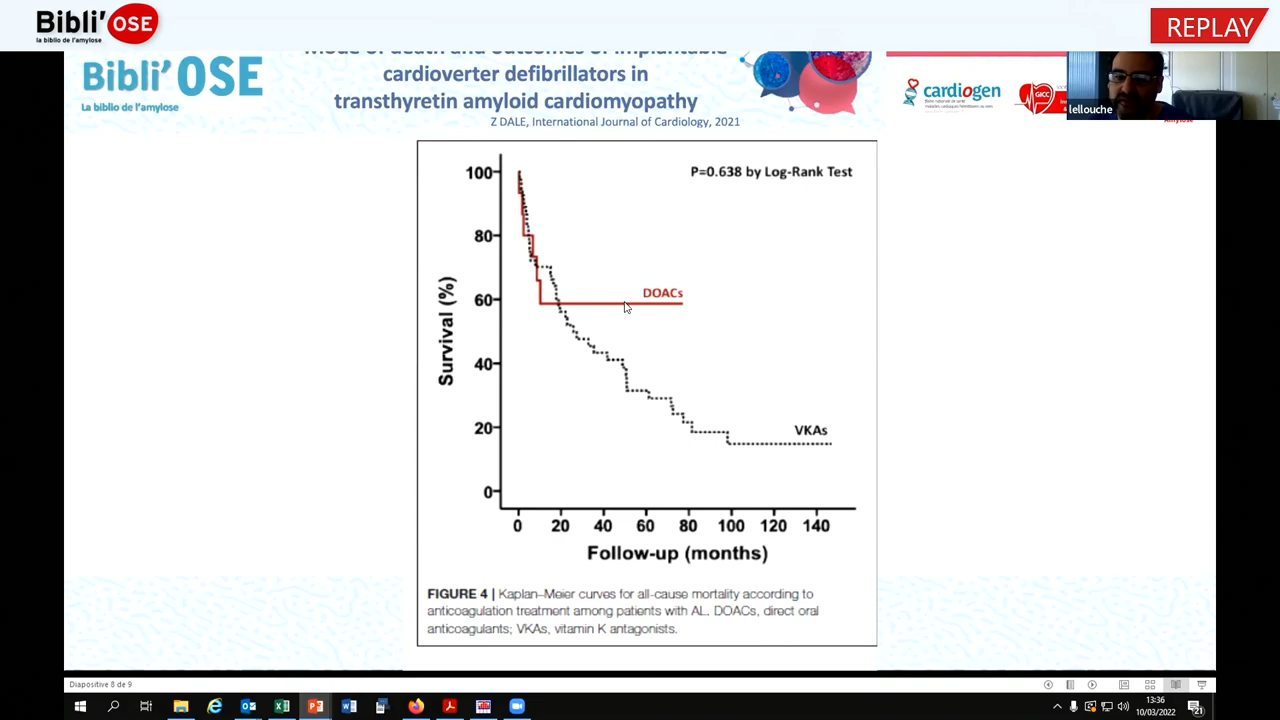 Bibli'OSE
la biblio de l'amylose
REPLAY
Bibli'OSE
La biblio de l'amylose
Mode of death and outcomes of implantable
cardioverter defibrillators in
transthyretin amyloid cardiomyopathy
Z DALE, International Journal of Cardiology, 2021
cardiogen
GICC
lellouche
Amylose
P=0.638 by Log-Rank Test
100
80
60
40
20
0
Survival (%)
DOACs
VKAs
0 20 40 60 80 100 120 140
Follow-up (months)
FIGURE 4 | Kaplan–Meier curves for all-cause mortality according to
anticoagulation treatment among patients with AL. DOACs, direct oral
anticoagulants; VKAs, vitamin K antagonists.
Diapositive 8 de 9
13:36
10/03/2022
21